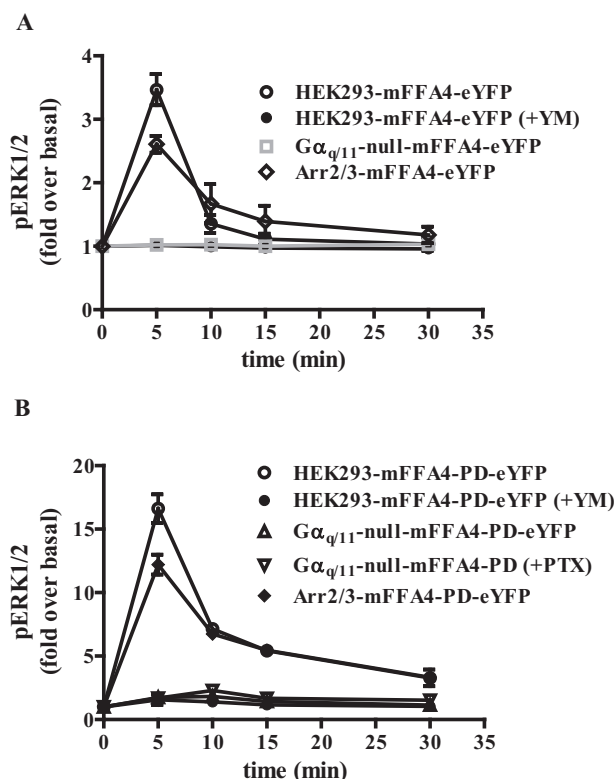 A
pERK1/2
(fold over basal)
4
3
2
1
0
0 5 10 15 20 25 30 35
time (min)
HEK293-mFFA4-eYFP
HEK293-mFFA4-eYFP (+YM)
Gαq/11-null-mFFA4-eYFP
Arr2/3-mFFA4-eYFP
B
pERK1/2
(fold over basal)
20
15
10
5
0
0 5 10 15 20 25 30 35
time (min)
HEK293-mFFA4-PD-eYFP
HEK293-mFFA4-PD-eYFP (+YM)
Gαq/11-null-mFFA4-PD-eYFP
Gαq/11-null-mFFA4-PD (+PTX)
Arr2/3-mFFA4-PD-eYFP